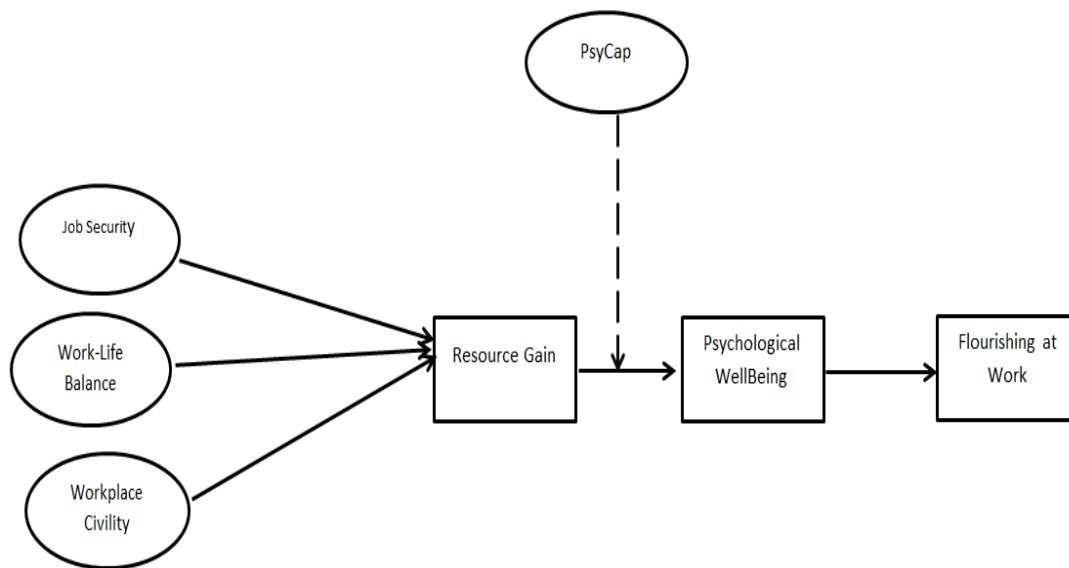 PsyCap
Job Security
Work-Life
Balance
Workplace
Civility
Resource Gain
Psychological
WellBeing
Flourishing at
Work